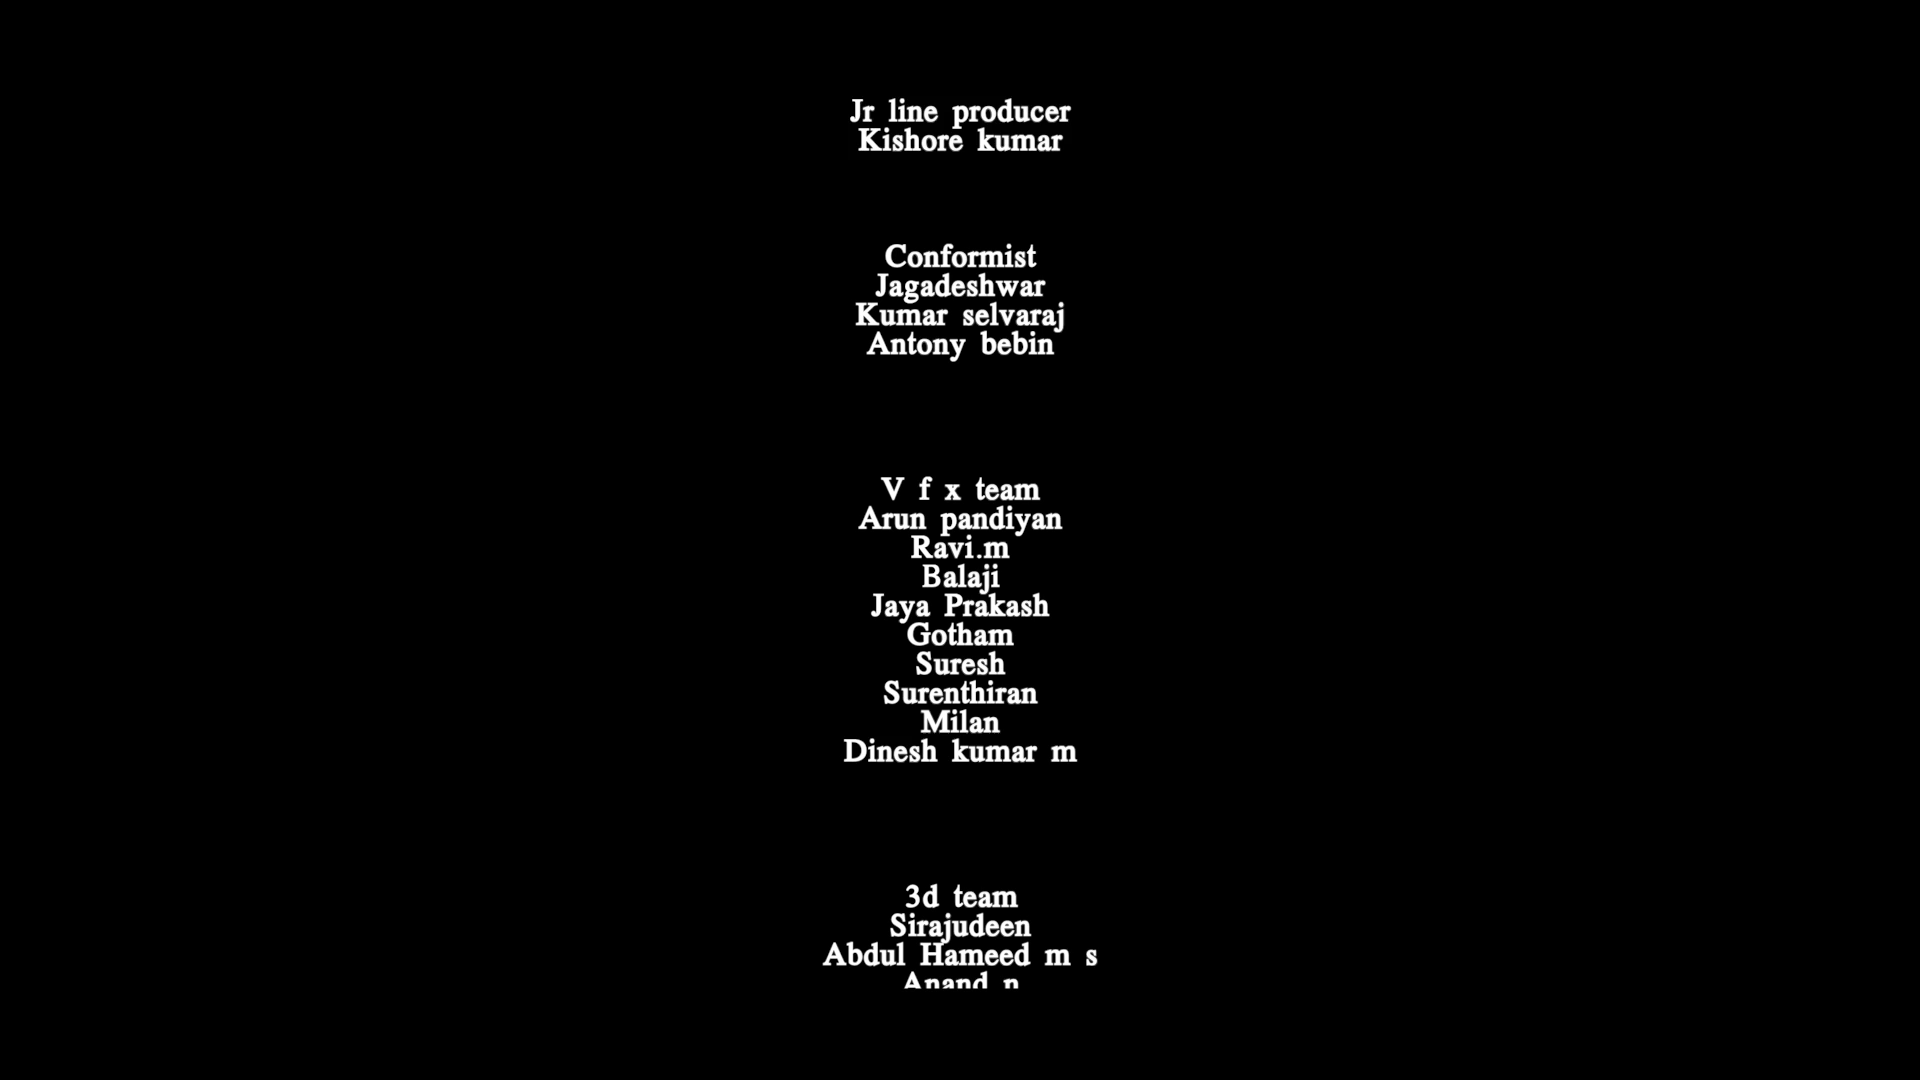 Jr line producer
Kishore kumar
Conformist
Jagadeshwar
Kumar selvaraj
Antony bebin
V f x team
Arun pandiyan
Ravi.m
Balaji
Jaya Prakash
Gotham
Suresh
Surenthiran
Milan
Dinesh kumar m
3d team
Sirajudeen
Abdul Hameed m s
Anand